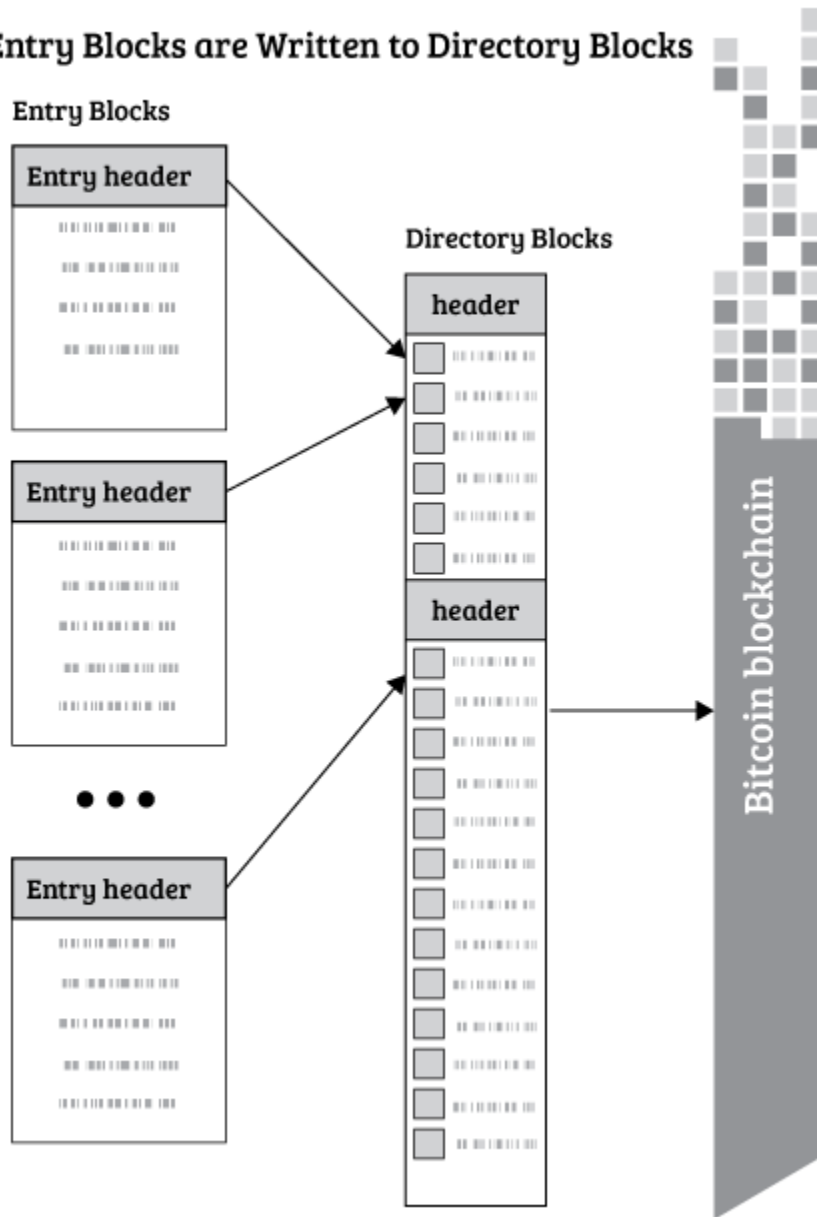 Entry Blocks are Written to Directory Blocks
Entry Blocks
Entry header
Directory Blocks
header
Entry header
header
Bitcoin blockchain
Entry header